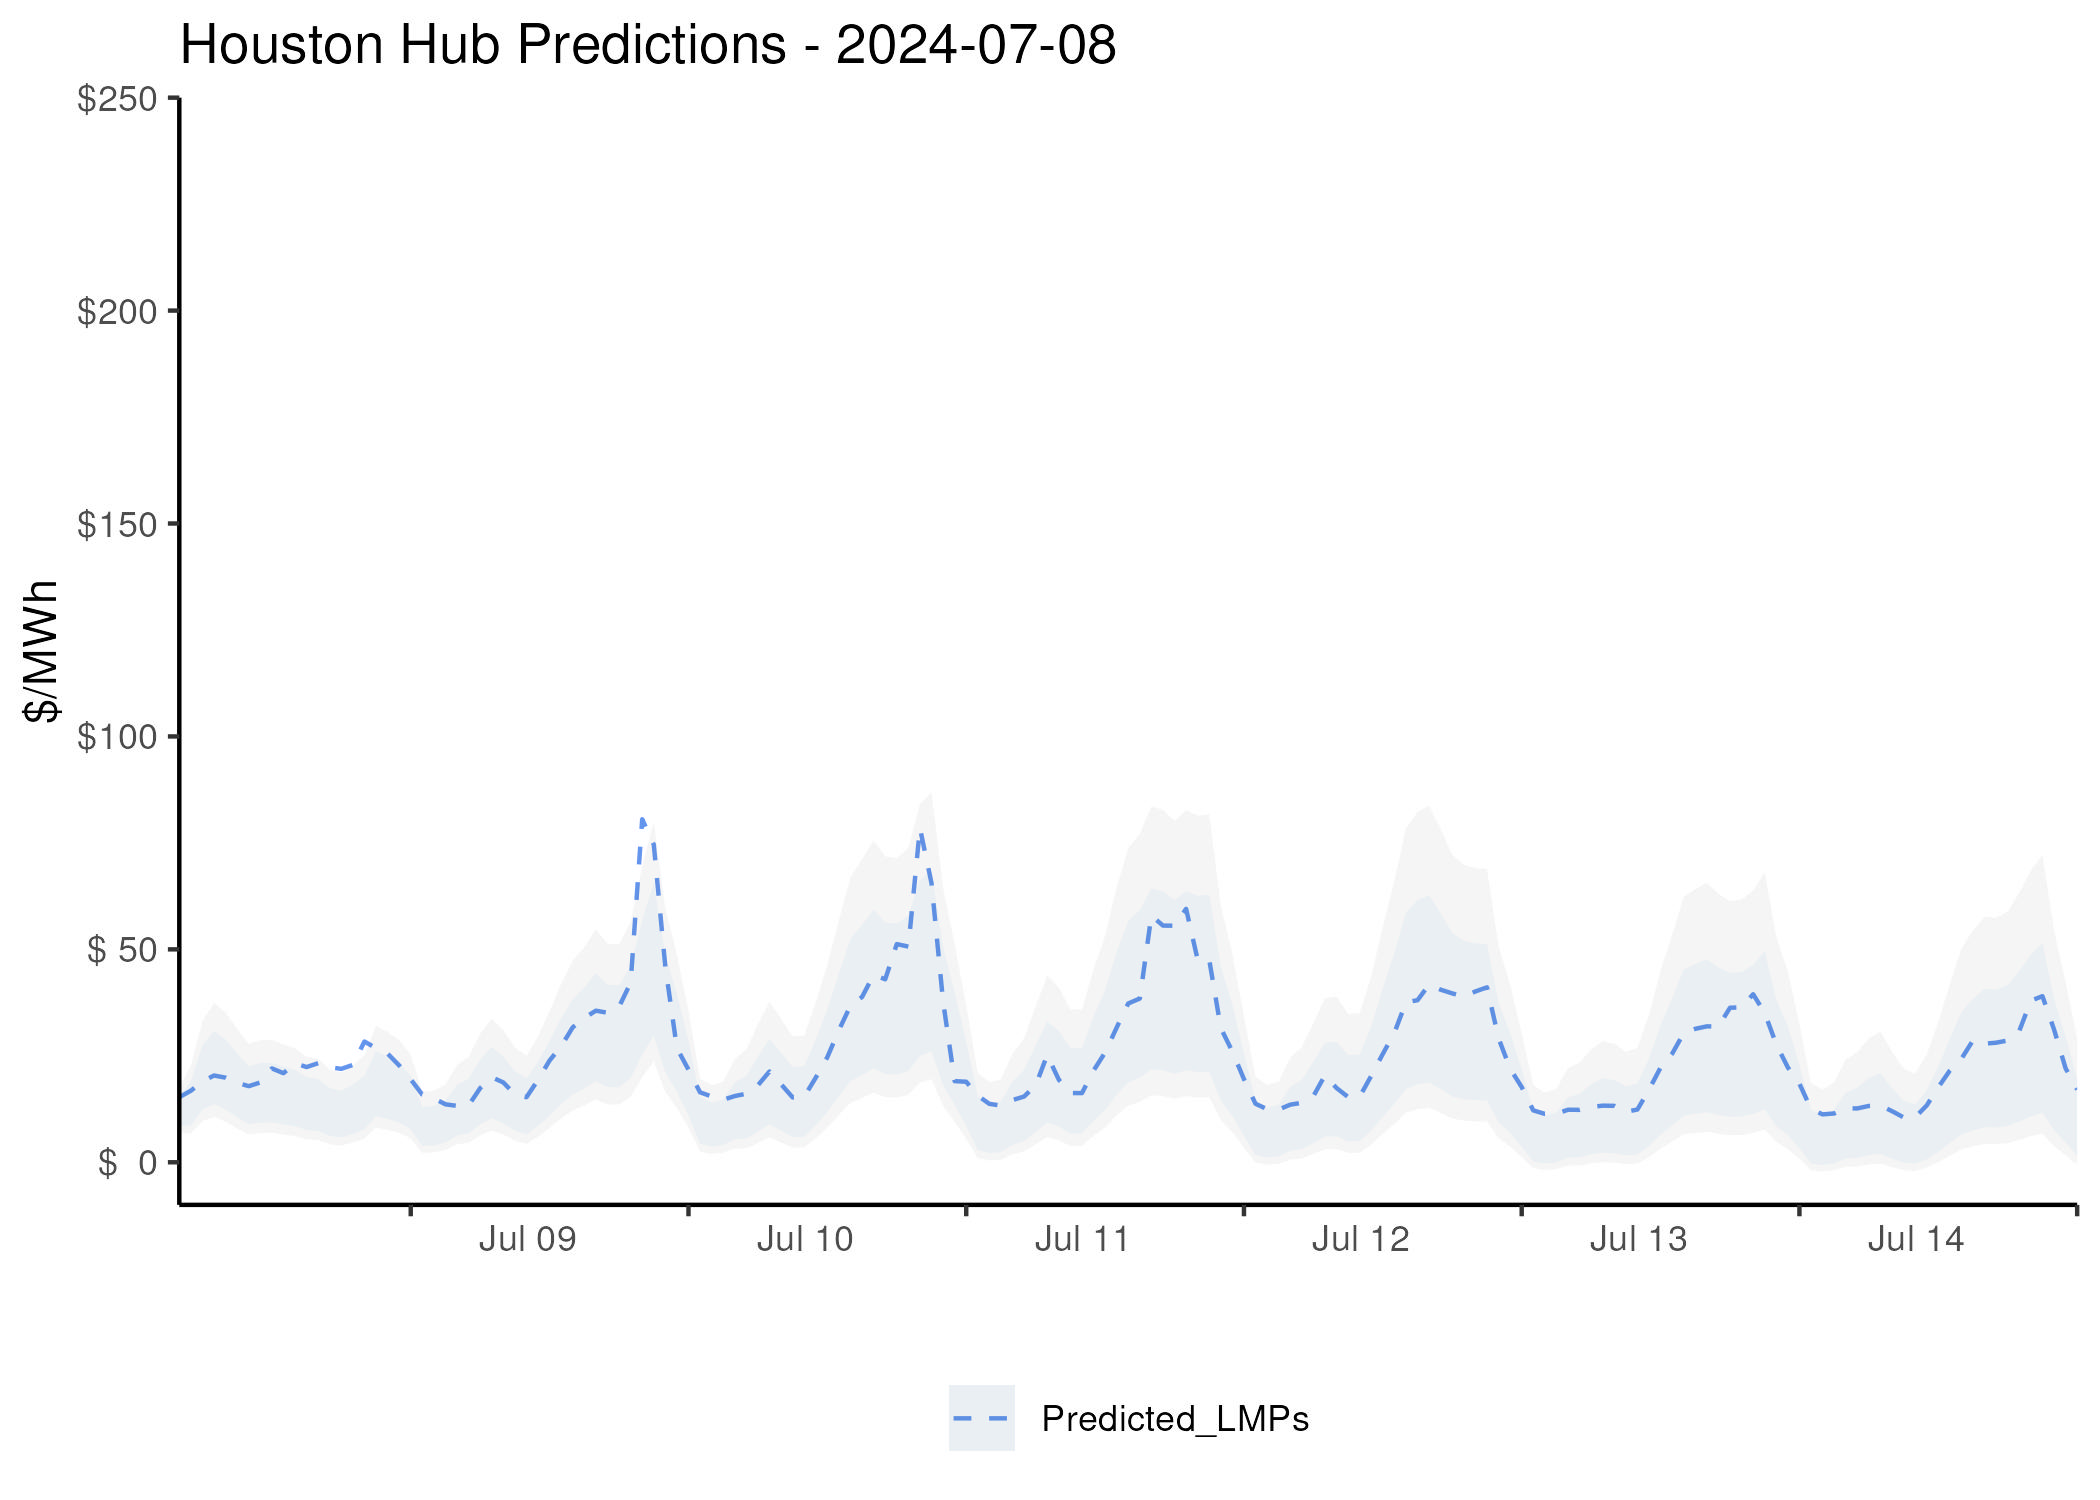 Houston Hub Predictions - 2024-07-08
$250
$200
$150
$100
$ 50
$  0
$/MWh
Jul 09
Jul 10
Jul 11
Jul 12
Jul 13
Jul 14
Predicted_LMPs